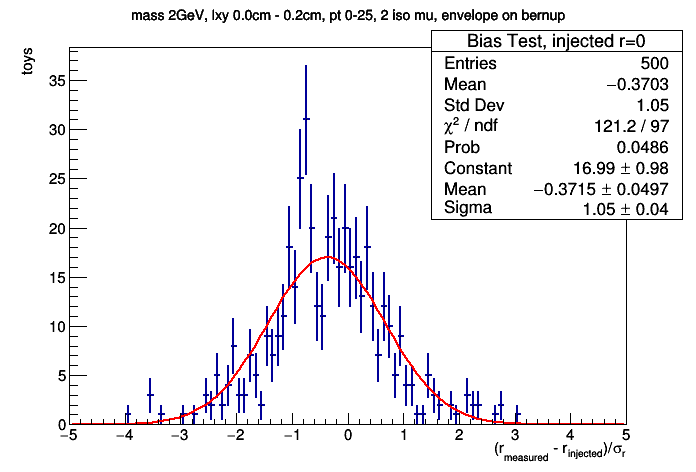 mass 2GeV, lxy 0.0cm - 0.2cm, pt 0-25, 2 iso mu, envelope on bernup
Bias Test, injected r=0
Entries 500
Mean −0.3703
Std Dev 1.05
χ² / ndf 121.2 / 97
Prob 0.0486
Constant 16.99 ± 0.98
Mean −0.3715 ± 0.0497
Sigma 1.05 ± 0.04
toys
35
30
25
20
15
10
5
0
−5 −4 −3 −2 −1 0 1 2 3 4 5
(r_measured - r_injected)/σ_r